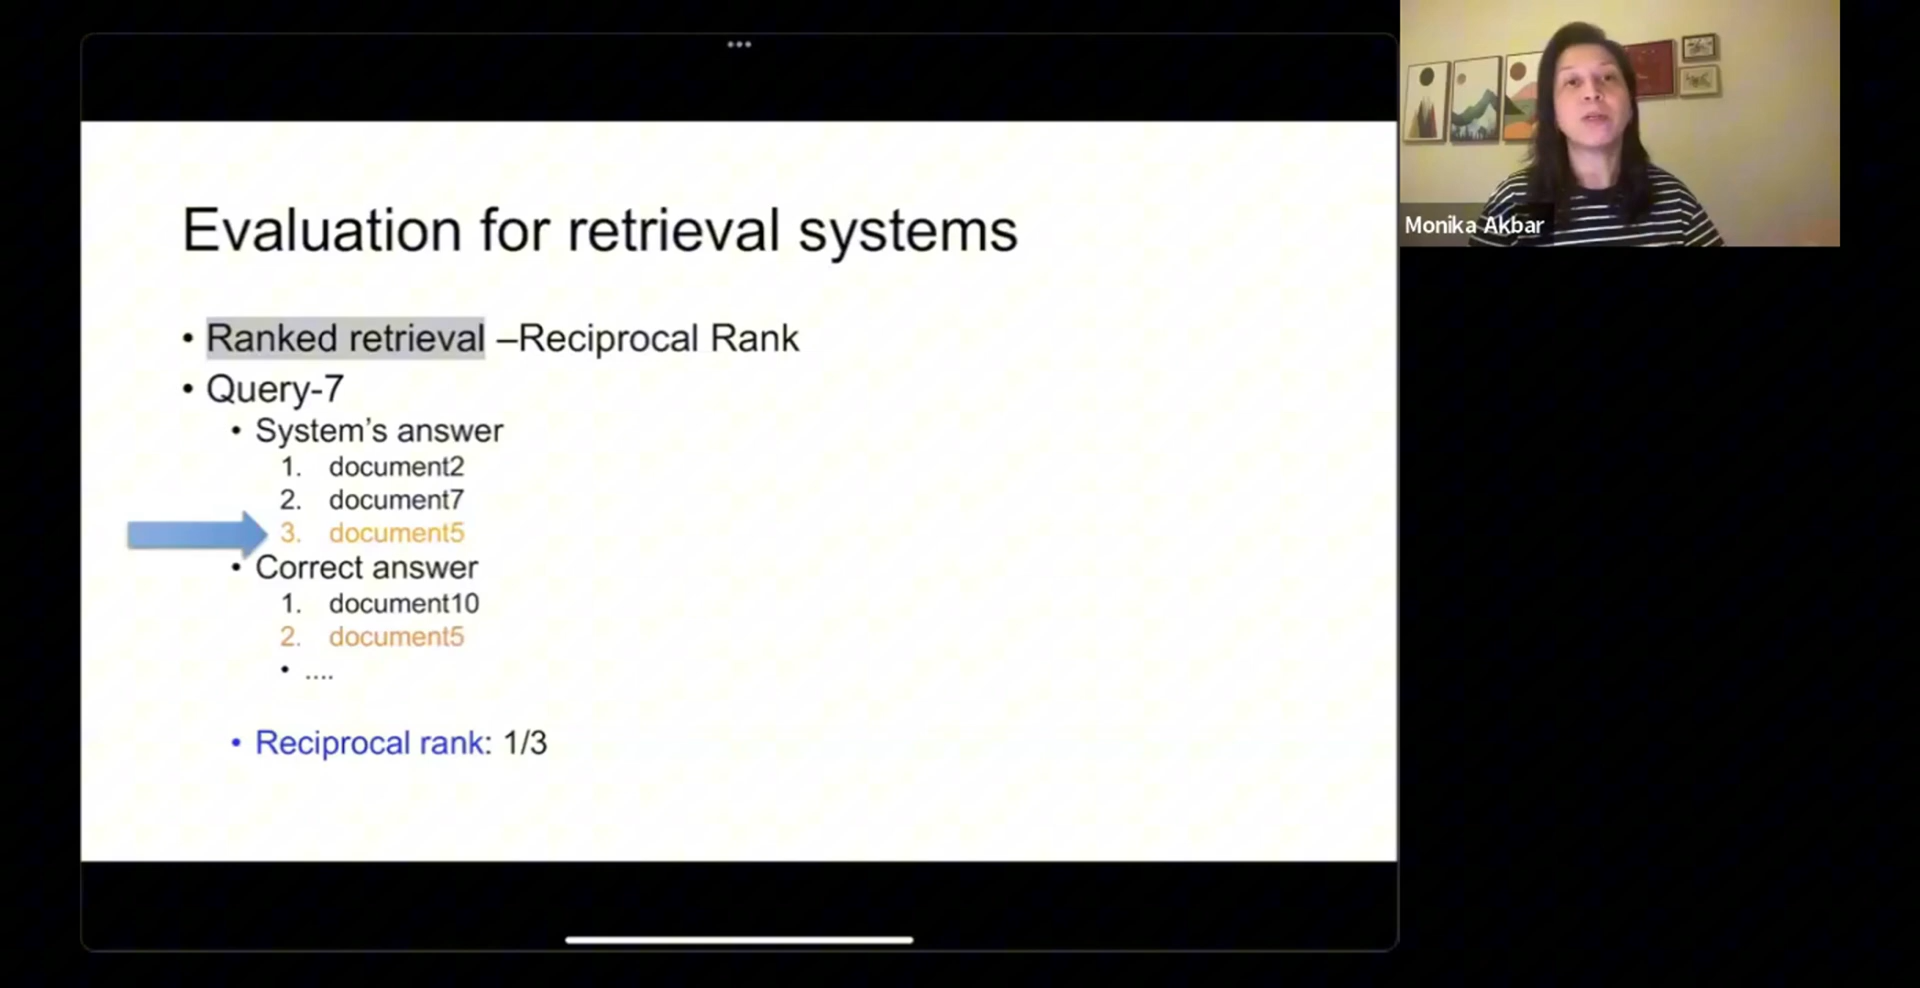 Evaluation for retrieval systems
• Ranked retrieval –Reciprocal Rank
• Query-7
• System's answer
1. document2
2. document7
3. document5
• Correct answer
1. document10
2. document5
• ....
• Reciprocal rank: 1/3
Monika Akbar